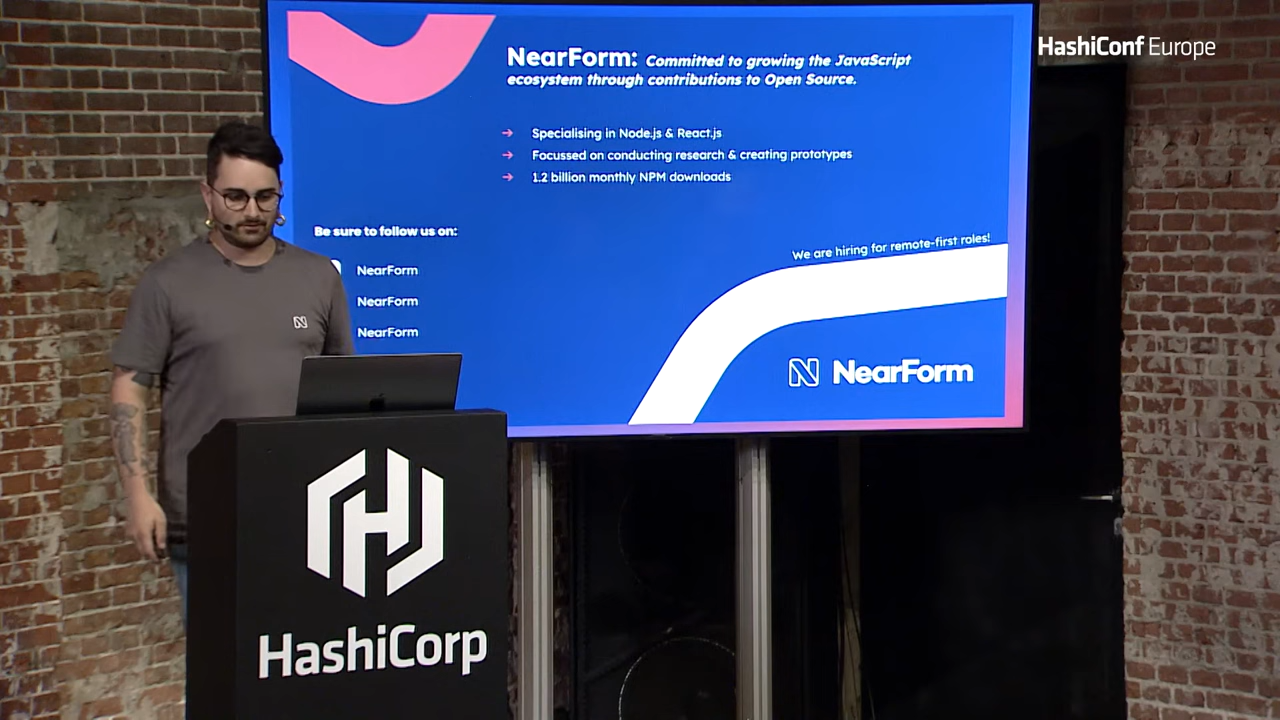 HashiConf Europe
NearForm: Committed to growing the JavaScript
ecosystem through contributions to Open Source.
→ Specialising in Node.js & React.js
→ Focussed on conducting research & creating prototypes
→ 1.2 billion monthly NPM downloads
Be sure to follow us on:
NearForm
NearForm
NearForm
We are hiring for remote-first roles!
NearForm
HashiCorp